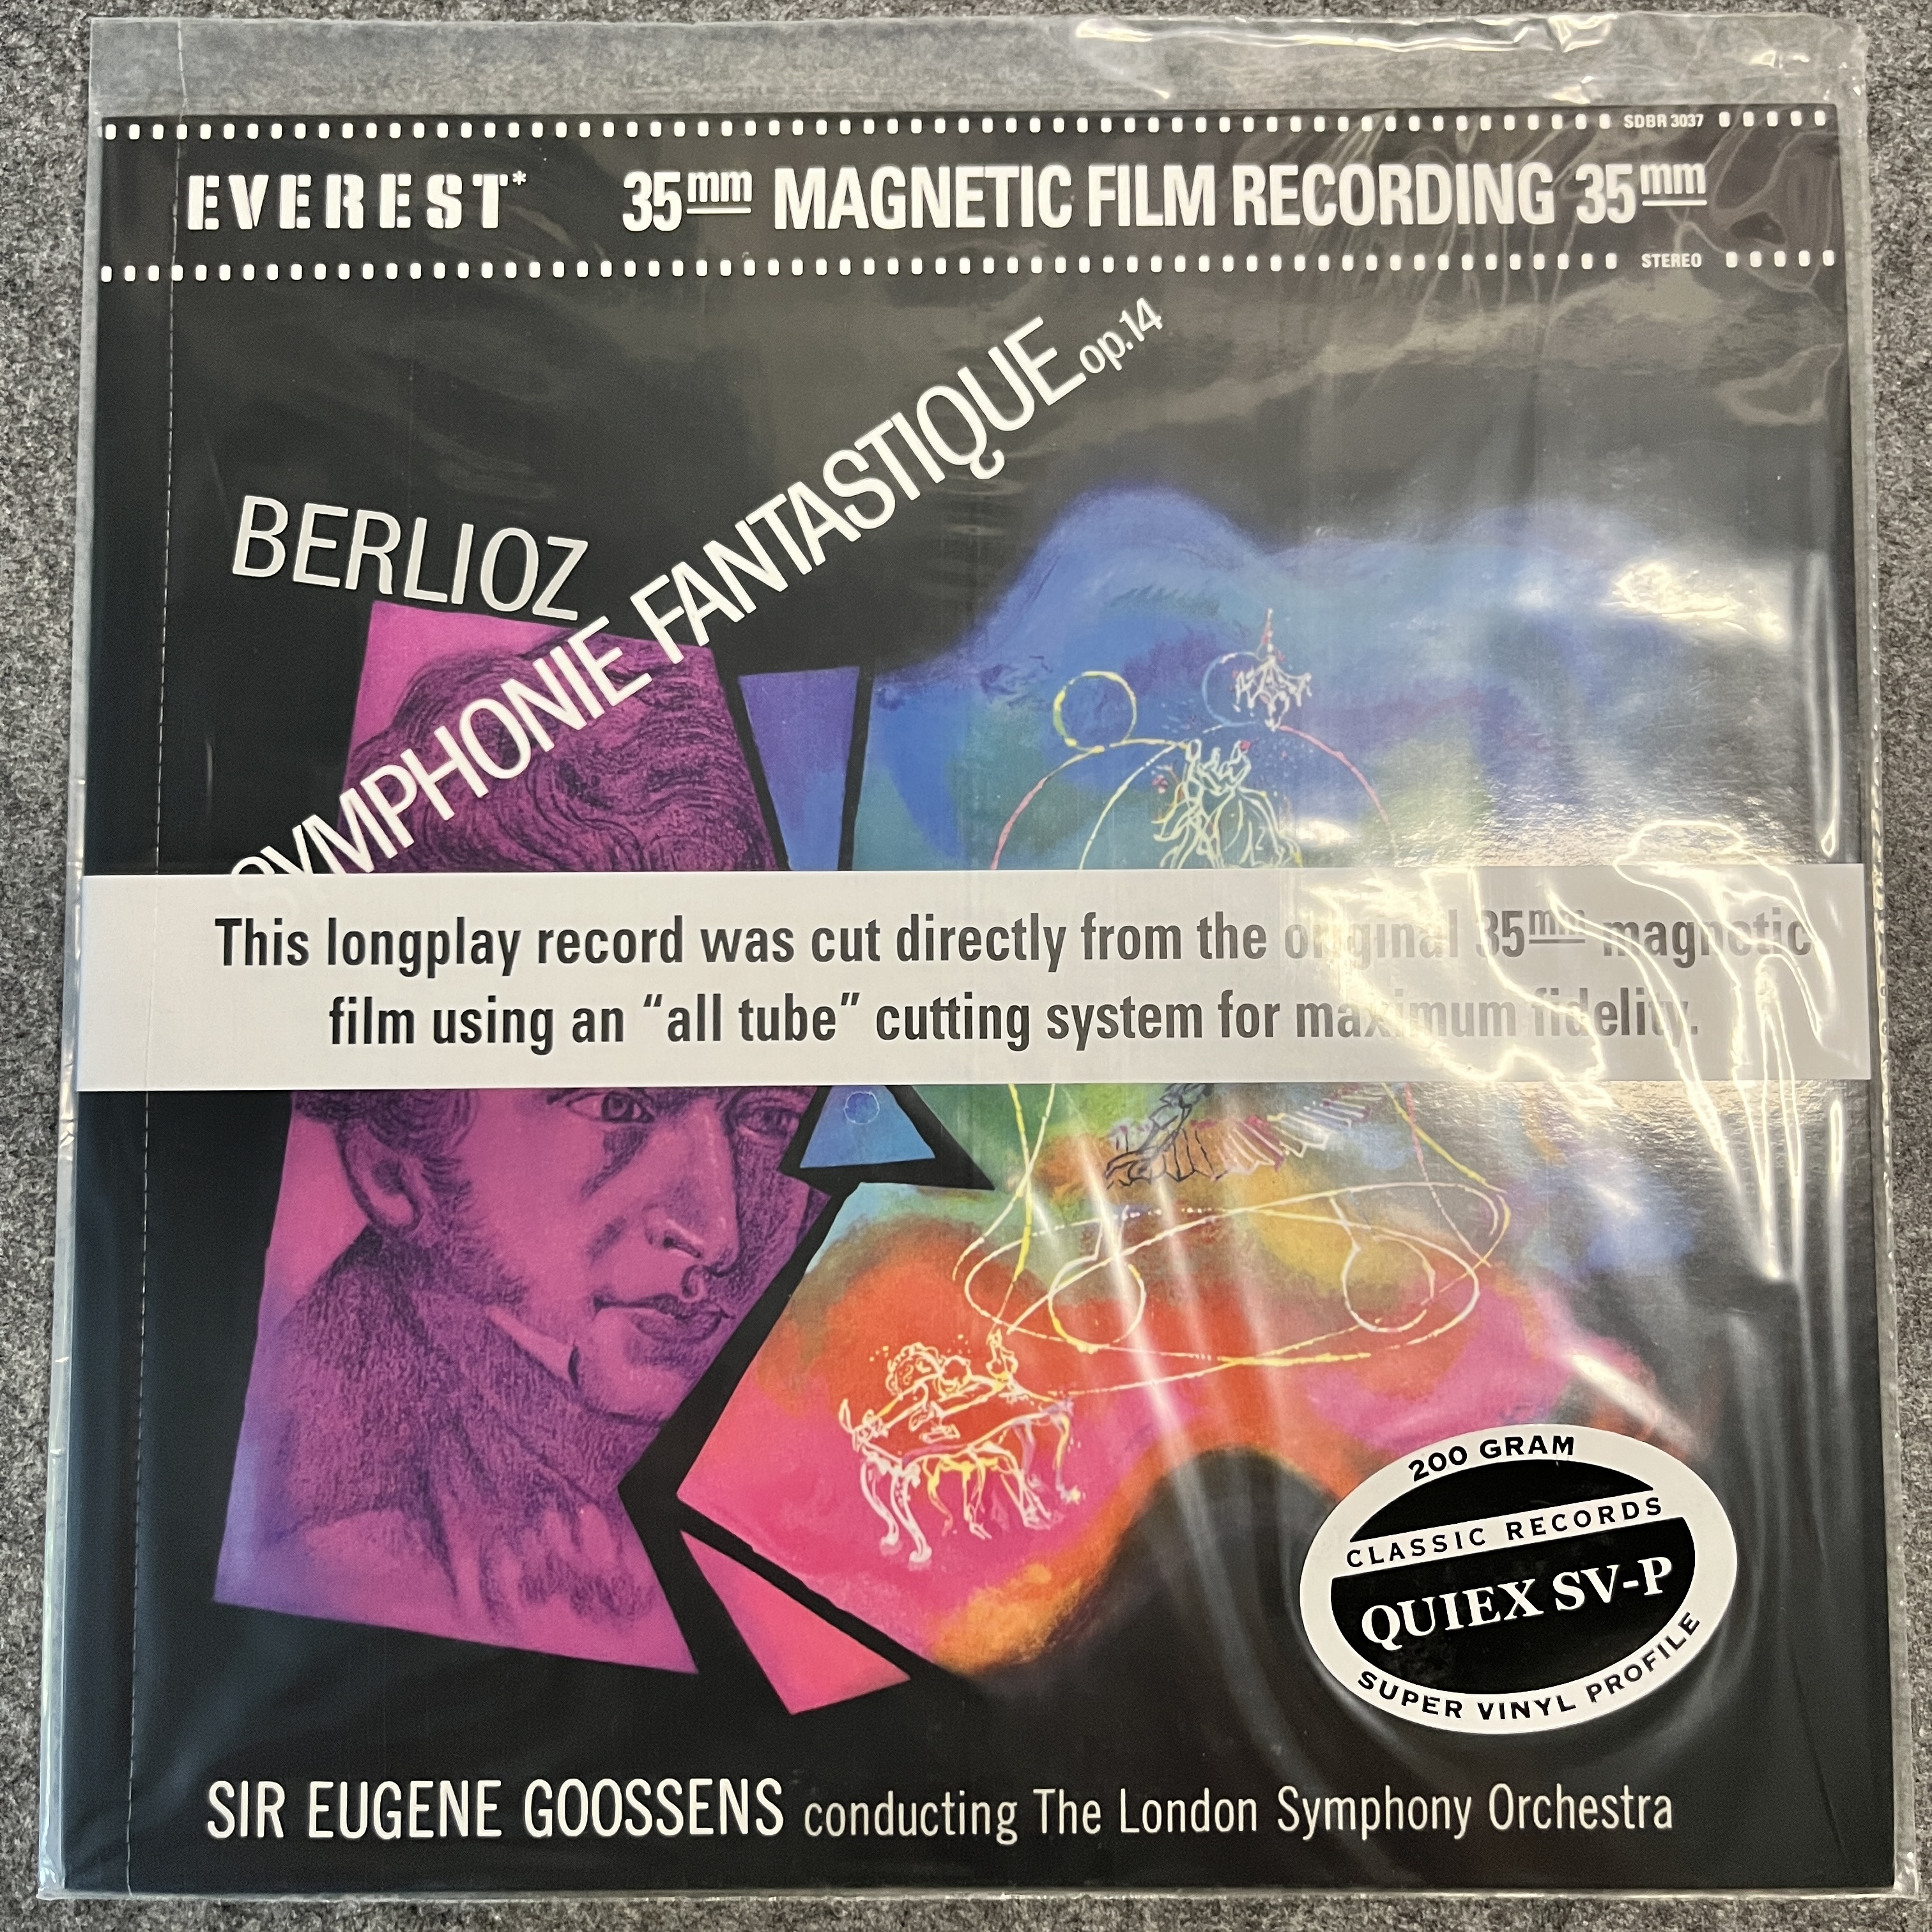 SDBR 3037
EVEREST* 35mm MAGNETIC FILM RECORDING 35mm
STEREO
BERLIOZ
SYMPHONIE FANTASTIQUE op.14
This longplay record was cut directly from the original 35mm magnetic
film using an “all tube” cutting system for maximum fidelity.
200 GRAM
CLASSIC RECORDS
QUIEX SV-P
SUPER VINYL PROFILE
SIR EUGENE GOOSSENS conducting The London Symphony Orchestra